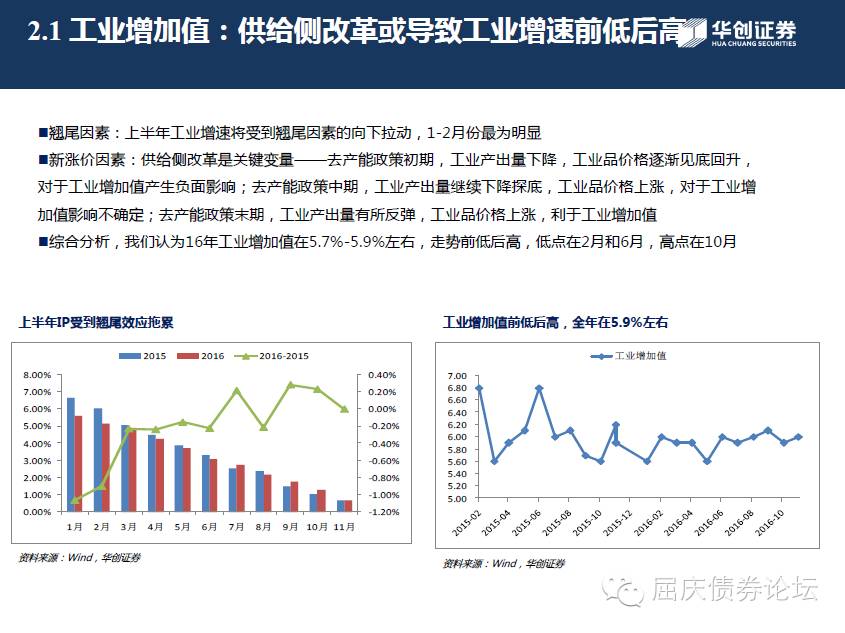 2.1 工业增加值：供给侧改革或导致工业增速前低后高
华创证券
HUA CHUANG SECURITIES
■翘尾因素：上半年工业增速将受到翘尾因素的向下拉动，1-2月份最为明显
■新涨价因素：供给侧改革是关键变量——去产能政策初期，工业产出量下降，工业品价格逐渐见底回升，
对于工业增加值产生负面影响；去产能政策中期，工业产出量继续下降探底，工业品价格上涨，对于工业增
加值影响不确定；去产能政策末期，工业产出量有所反弹，工业品价格上涨，利于工业增加值
■综合分析，我们认为16年工业增加值在5.7%-5.9%左右，走势前低后高，低点在2月和6月，高点在10月
上半年IP受到翘尾效应拖累
2015 2016 2016-2015
8.00% 0.40%
7.00% 0.20%
6.00% 0.00%
5.00% -0.20%
4.00% -0.40%
3.00% -0.60%
2.00% -0.80%
1.00% -1.00%
0.00% -1.20%
1月 2月 3月 4月 5月 6月 7月 8月 9月 10月 11月
资料来源：Wind，华创证券
工业增加值前低后高，全年在5.9%左右
工业增加值
7.00
6.80
6.60
6.40
6.20
6.00
5.80
5.60
5.40
5.20
5.00
2015-02 2015-04 2015-06 2015-08 2015-10 2015-12 2016-02 2016-04 2016-06 2016-08 2016-10
资料来源：Wind，华创证券
屈庆债券论坛